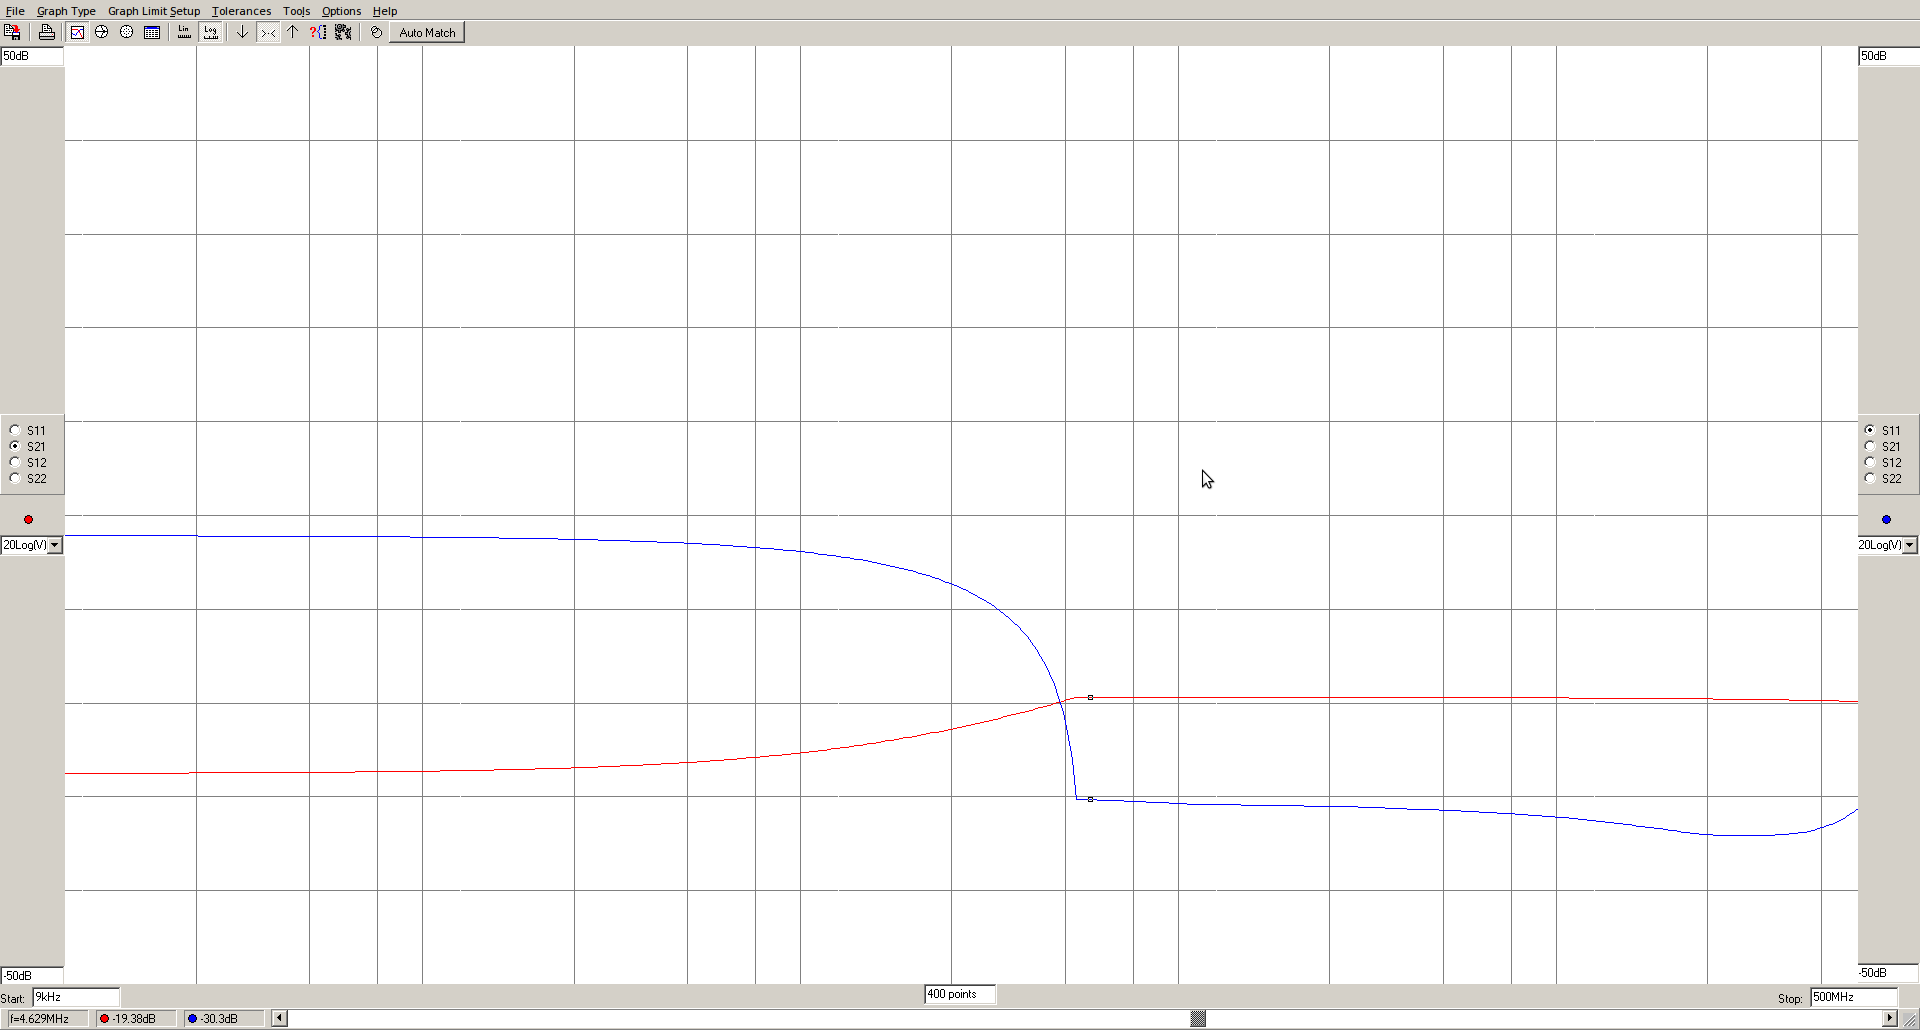 File Graph Type Graph Limit Setup Tolerances Tools Options Help
Lin Log ?{ Auto Match
50dB 50dB
S11 S11
S21 S21
S12 S12
S22 S22
20Log(V) 20Log(V)
-50dB -50dB
Start: 9kHz 400 points Stop: 500MHz
f=4.629MHz -19.38dB -30.3dB